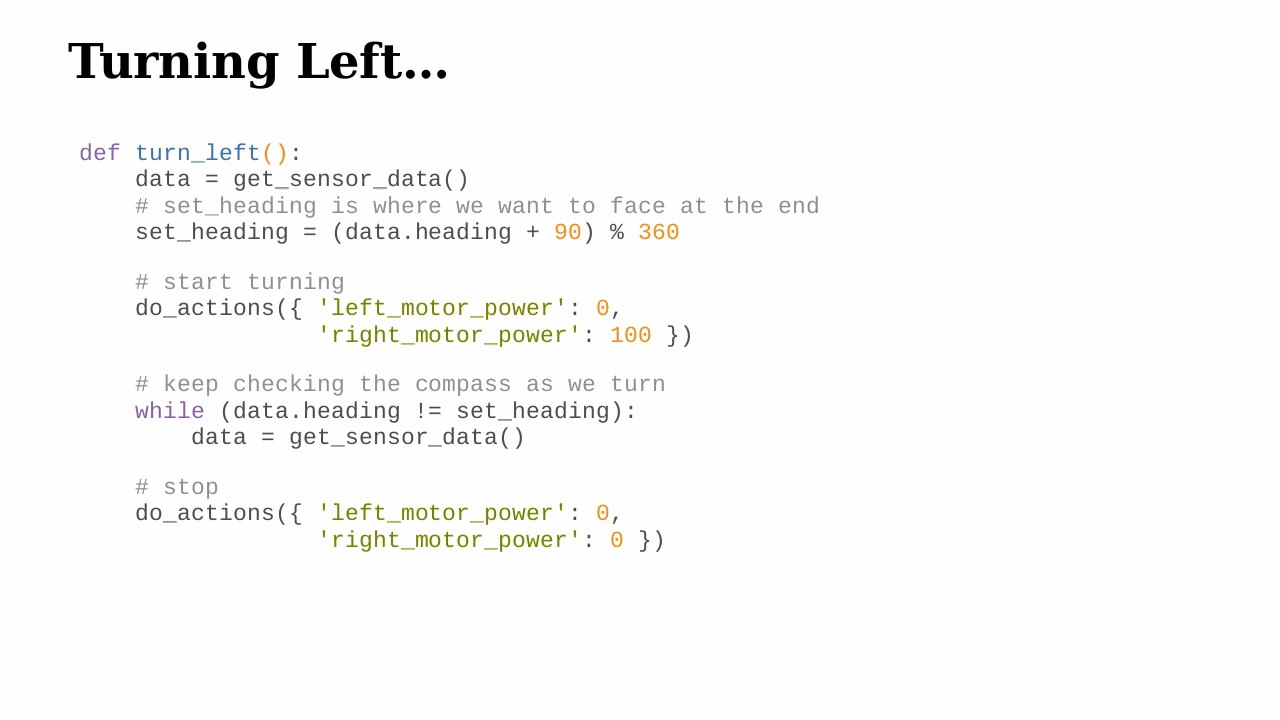 Turning Left...
def turn_left():
    data = get_sensor_data()
    # set_heading is where we want to face at the end
    set_heading = (data.heading + 90) % 360
    # start turning
    do_actions({ 'left_motor_power': 0,
                 'right_motor_power': 100 })
    # keep checking the compass as we turn
    while (data.heading != set_heading):
        data = get_sensor_data()
    # stop
    do_actions({ 'left_motor_power': 0,
                 'right_motor_power': 0 })